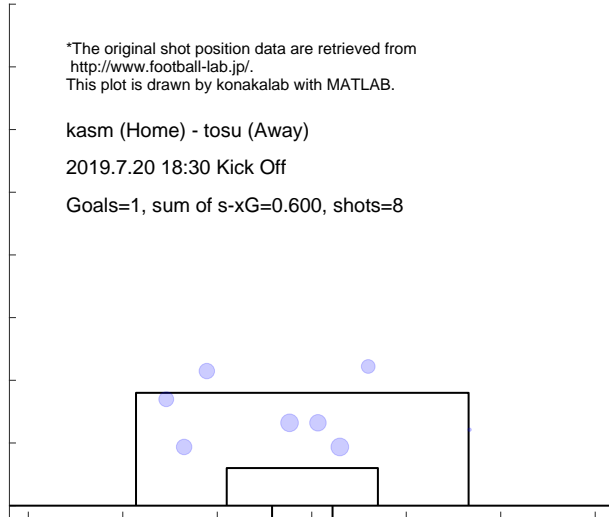 *The original shot position data are retrieved from
http://www.football-lab.jp/.
This plot is drawn by konakalab with MATLAB.
kasm (Home) - tosu (Away)
2019.7.20 18:30 Kick Off
Goals=1, sum of s-xG=0.600, shots=8